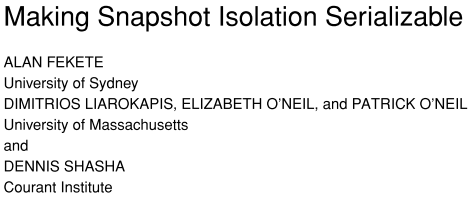 Making Snapshot Isolation Serializable
ALAN FEKETE
University of Sydney
DIMITRIOS LIAROKAPIS, ELIZABETH O'NEIL, and PATRICK O'NEIL
University of Massachusetts
and
DENNIS SHASHA
Courant Institute